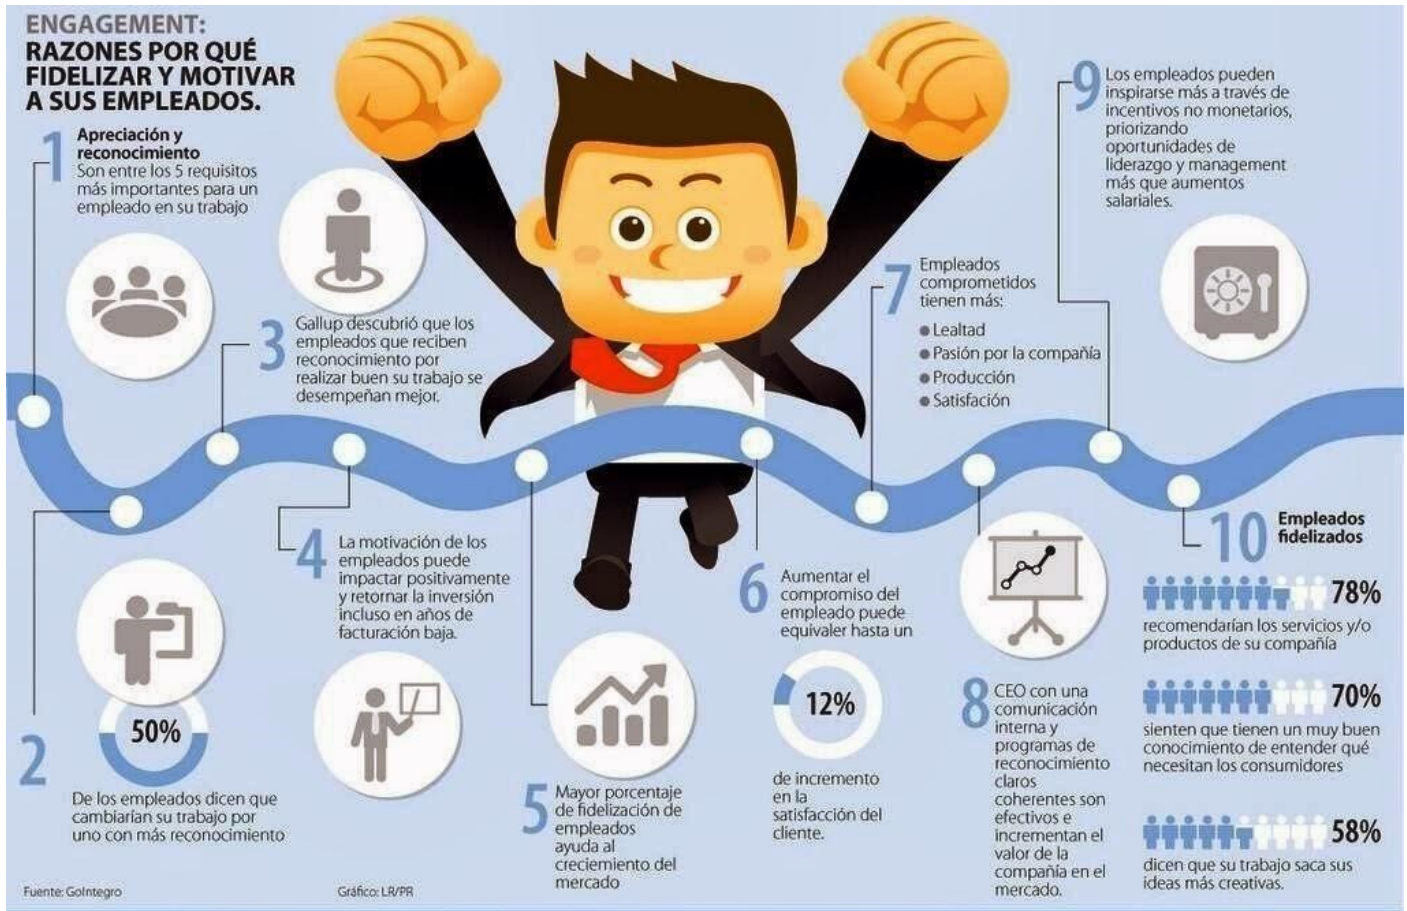 ENGAGEMENT:
RAZONES POR QUÉ
FIDELIZAR Y MOTIVAR
A SUS EMPLEADOS.
1
Apreciación y
reconocimiento
Son entre los 5 requisitos
más importantes para un
empleado en su trabajo
2
50%
De los empleados dicen que
cambiarían su trabajo por
uno con más reconocimiento
3
Gallup descubrió que los
empleados que reciben
reconocimiento por
realizar buen su trabajo se
desempeñan mejor.
4
La motivación de los
empleados puede
impactar positivamente
y retornar la inversión
incluso en años de
facturación baja.
5
Mayor porcentaje
de fidelización de
empleados
ayuda al
creciemiento del
mercado
6
Aumentar el
compromiso del
empleado puede
equivaler hasta un
12%
de incremento
en la
satisfacción del
cliente.
7
Empleados
comprometidos
tienen más:
● Lealtad
● Pasión por la compañía
● Producción
● Satisfacción
8
CEO con una
comunicación
interna y
programas de
reconocimiento
claros
coherentes son
efectivos e
incrementan el
valor de la
compañía en el
mercado.
9
Los empleados pueden
inspirarse más a través de
incentivos no monetarios,
priorizando
oportunidades de
liderazgo y management
más que aumentos
salariales.
10
Empleados
fidelizados
78%
recomendarían los servicios y/o
productos de su compañía
70%
sienten que tienen un muy buen
conocimiento de entender qué
necesitan los consumidores
58%
dicen que su trabajo saca sus
ideas más creativas.
Fuente: GoIntegro
Gráfico: LR/PR